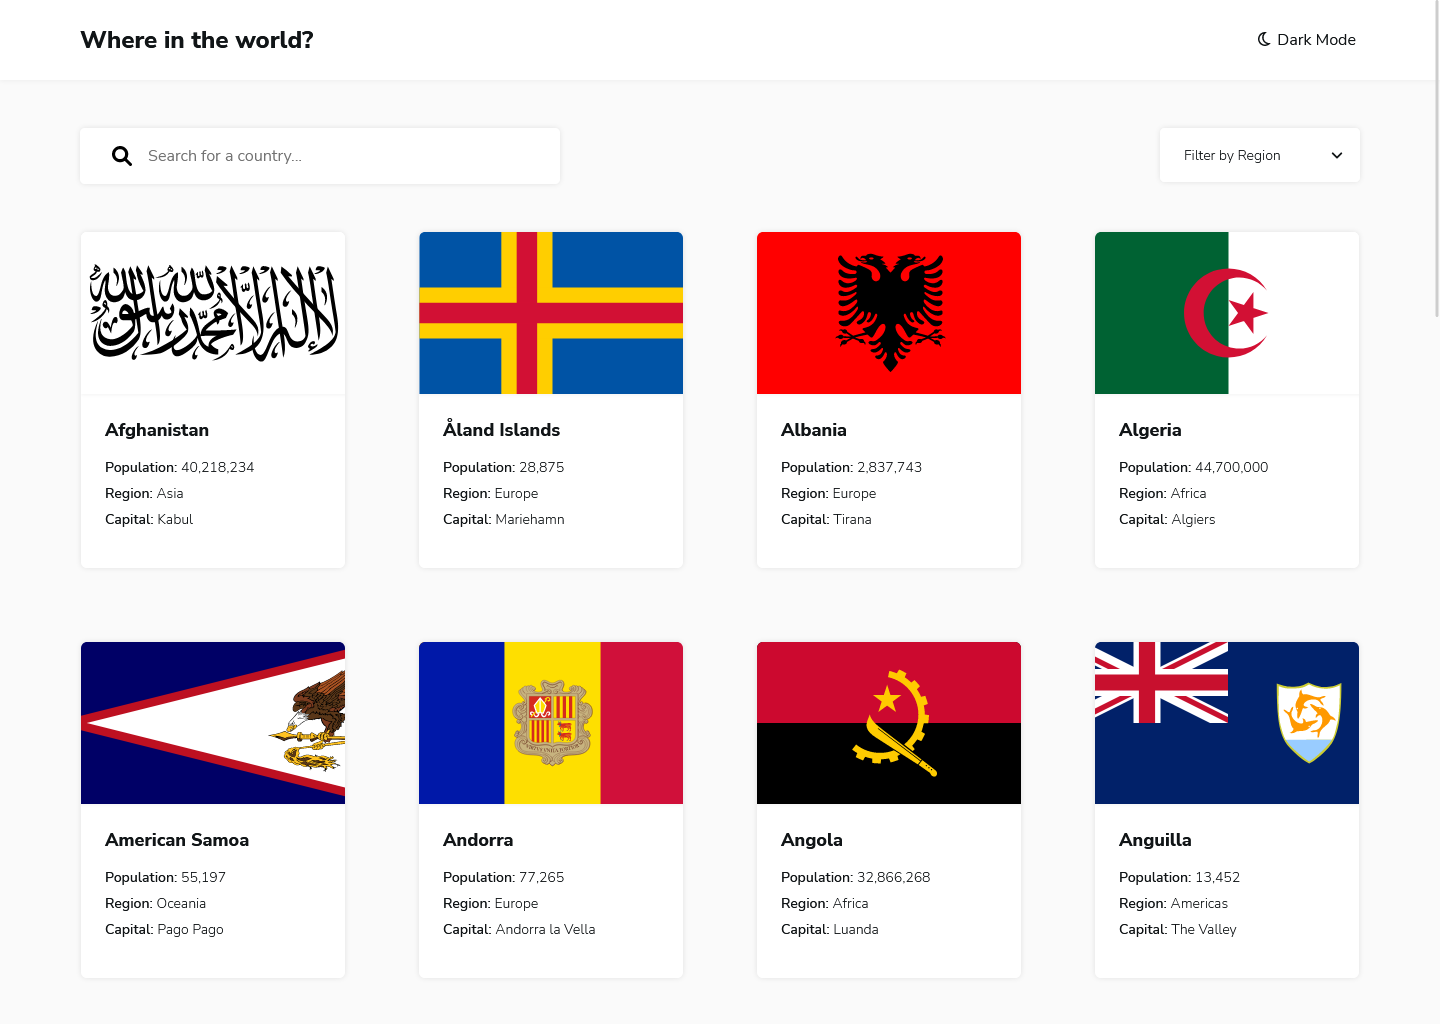 Where in the world?
Dark Mode
Search for a country...
Filter by Region
لا إله إلا الله محمد رسول الله
Afghanistan
Population: 40,218,234
Region: Asia
Capital: Kabul
Åland Islands
Population: 28,875
Region: Europe
Capital: Mariehamn
Albania
Population: 2,837,743
Region: Europe
Capital: Tirana
Algeria
Population: 44,700,000
Region: Africa
Capital: Algiers
American Samoa
Population: 55,197
Region: Oceania
Capital: Pago Pago
Andorra
Population: 77,265
Region: Europe
Capital: Andorra la Vella
Angola
Population: 32,866,268
Region: Africa
Capital: Luanda
Anguilla
Population: 13,452
Region: Americas
Capital: The Valley